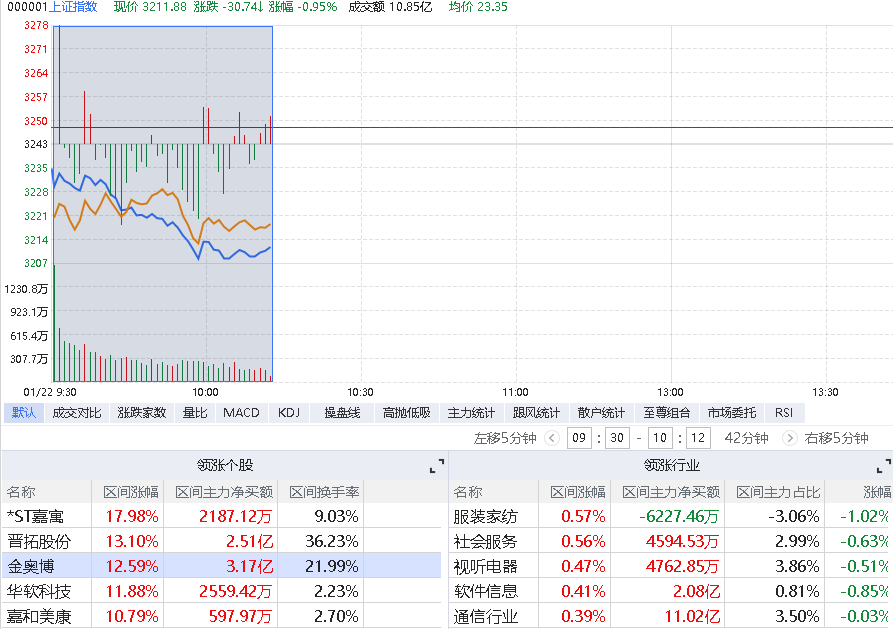 000001上证指数 现价 3211.88 涨跌 -30.74↓ 涨幅 -0.95% 成交额 10.85亿 均价 23.35
3278
3271
3264
3257
3250
3243
3235
3228
3221
3214
3207
1230.8万
923.1万
615.4万
307.7万
01/22 9:30 10:00 10:30 11:00 13:00 13:30
默认 成交对比 涨跌家数 量比 MACD KDJ 操盘线 高抛低吸 主力统计 跟风统计 散户统计 至尊组合 市场委托 RSI
左移5分钟 09 : 30 - 10 : 12 42分钟 右移5分钟
领涨个股 领涨行业
名称 区间涨幅 区间主力净买额 区间换手率 名称 区间涨幅 区间主力净买额 区间主力占比 涨幅
*ST嘉寓 17.98% 2187.12万 9.03% 服装家纺 0.57% -6227.46万 -3.06% -1.02%
晋拓股份 13.10% 2.51亿 36.23% 社会服务 0.56% 4594.53万 2.99% -0.63%
金奥博 12.59% 3.17亿 21.99% 视听电器 0.47% 4762.85万 3.86% -0.51%
华软科技 11.88% 2559.42万 2.23% 软件信息 0.41% 2.08亿 0.81% -0.85%
嘉和美康 10.79% 597.97万 2.70% 通信行业 0.39% 11.02亿 3.50% -0.03%